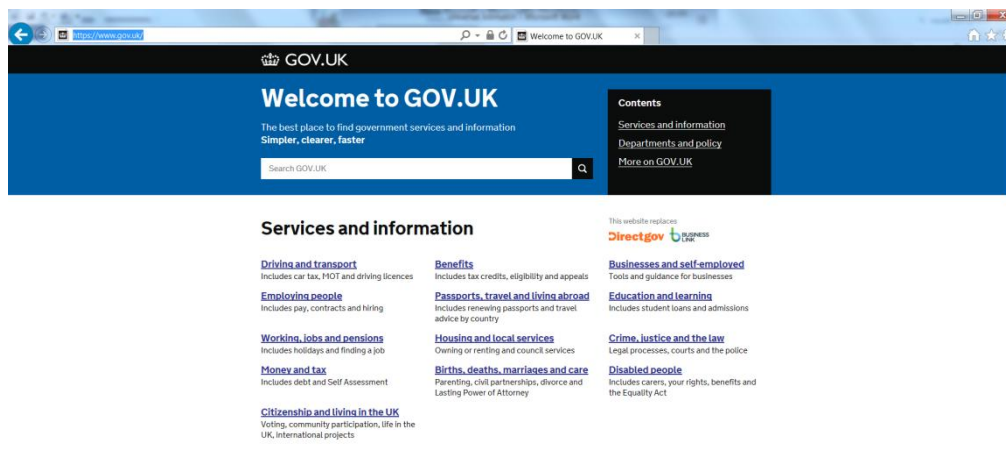 https://www.gov.uk/
Welcome to GOV.UK
GOV.UK
Welcome to GOV.UK
The best place to find government services and information
Simpler, clearer, faster
Search GOV.UK
Contents
Services and information
Departments and policy
More on GOV.UK
Services and information
This website replaces
Directgov BUSINESS LINK
Driving and transport
Includes car tax, MOT and driving licences
Benefits
Includes tax credits, eligibility and appeals
Businesses and self-employed
Tools and guidance for businesses
Employing people
Includes pay, contracts and hiring
Passports, travel and living abroad
Includes renewing passports and travel
advice by country
Education and learning
Includes student loans and admissions
Working, jobs and pensions
Includes holidays and finding a job
Housing and local services
Owning or renting and council services
Crime, justice and the law
Legal processes, courts and the police
Money and tax
Includes debt and Self Assessment
Births, deaths, marriages and care
Parenting, civil partnerships, divorce and
Lasting Power of Attorney
Disabled people
Includes carers, your rights, benefits and
the Equality Act
Citizenship and living in the UK
Voting, community participation, life in the
UK, international projects